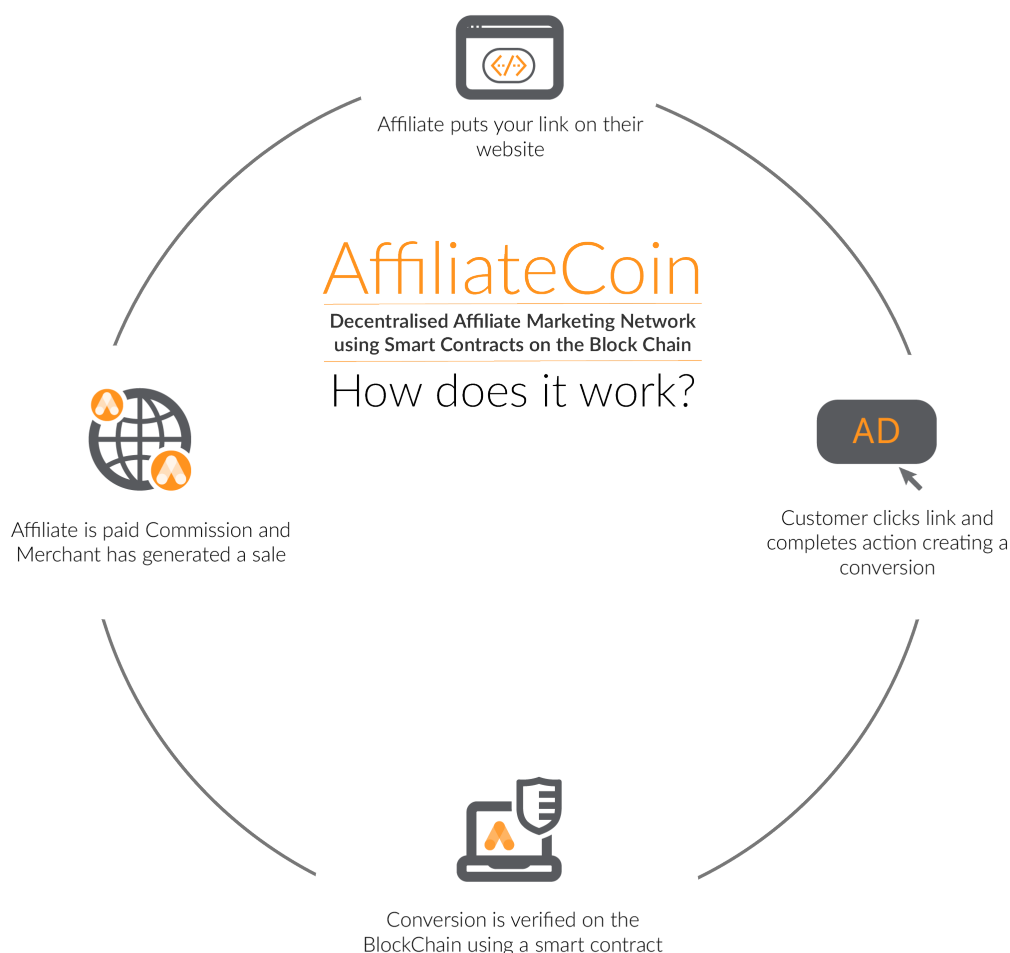 </>
Affiliate puts your link on their
website
AffiliateCoin
Decentralised Affiliate Marketing Network
using Smart Contracts on the Block Chain
How does it work?
AD
Customer clicks link and
completes action creating a
conversion
Conversion is verified on the
BlockChain using a smart contract
Affiliate is paid Commission and
Merchant has generated a sale